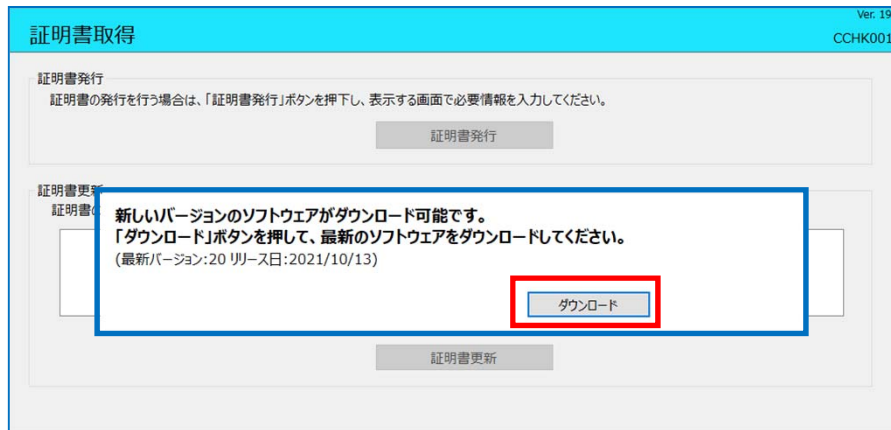 Ver. 19
証明書取得
CCHK001
証明書発行
証明書の発行を行う場合は、「証明書発行」ボタンを押下し、表示する画面で必要情報を入力してください。
証明書発行
証明書更新
証明書の
新しいバージョンのソフトウェアがダウンロード可能です。
「ダウンロード」ボタンを押して、最新のソフトウェアをダウンロードしてください。
(最新バージョン:20 リリース日:2021/10/13)
ダウンロード
証明書更新